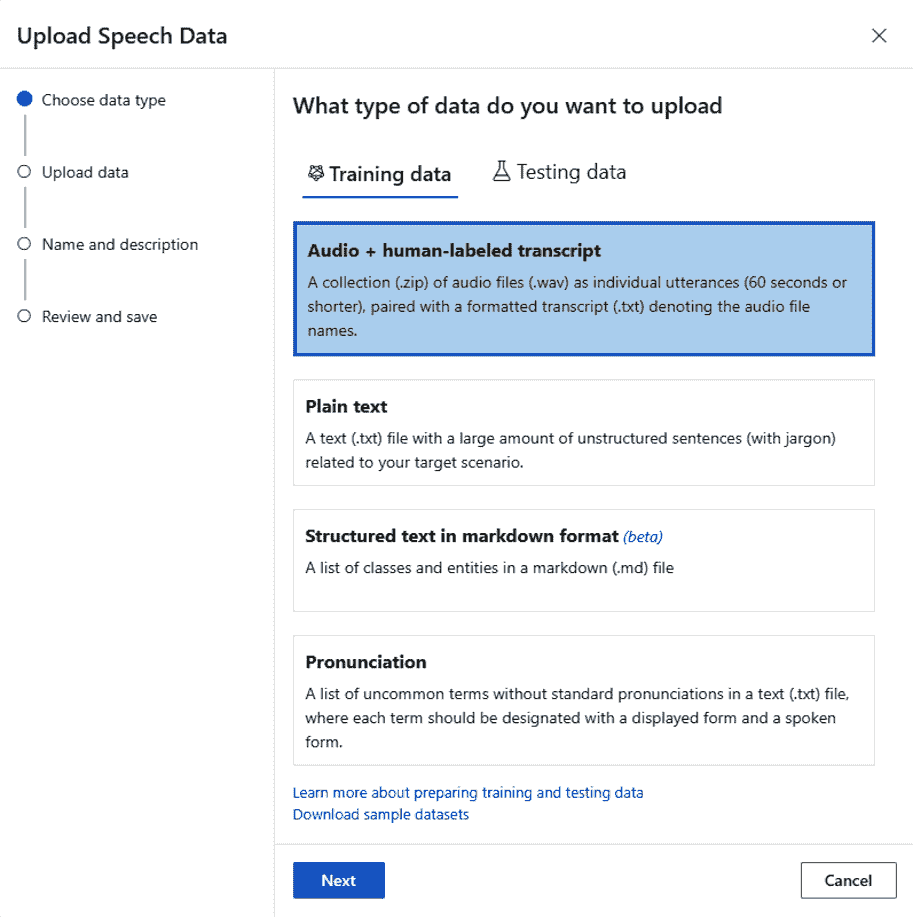 Upload Speech Data
Choose data type
Upload data
Name and description
Review and save
What type of data do you want to upload
Training data
Testing data
Audio + human-labeled transcript
A collection (.zip) of audio files (.wav) as individual utterances (60 seconds or
shorter), paired with a formatted transcript (.txt) denoting the audio file
names.
Plain text
A text (.txt) file with a large amount of unstructured sentences (with jargon)
related to your target scenario.
Structured text in markdown format (beta)
A list of classes and entities in a markdown (.md) file
Pronunciation
A list of uncommon terms without standard pronunciations in a text (.txt) file,
where each term should be designated with a displayed form and a spoken
form.
Learn more about preparing training and testing data
Download sample datasets
Next
Cancel